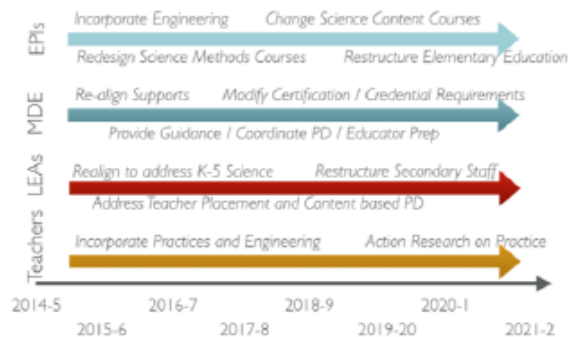 EPIs
Incorporate Engineering Change Science Content Courses
Redesign Science Methods Courses Restructure Elementary Education
MDE
Re-align Supports Modify Certification / Credential Requirements
Provide Guidance / Coordinate PD / Educator Prep
LEAs
Realign to address K-5 Science Restructure Secondary Staff
Address Teacher Placement and Content based PD
Teachers
Incorporate Practices and Engineering Action Research on Practice
2014-5 2016-7 2018-9 2020-1
2015-6 2017-8 2019-20 2021-2